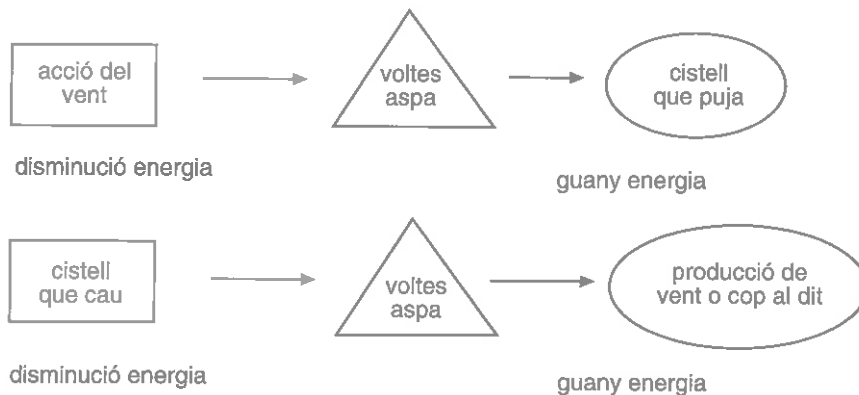 acció del
vent
voltes
aspa
cistell
que puja
disminució energia
guany energia
cistell
que cau
voltes
aspa
producció de
vent o cop al dit
disminució energia
guany energia